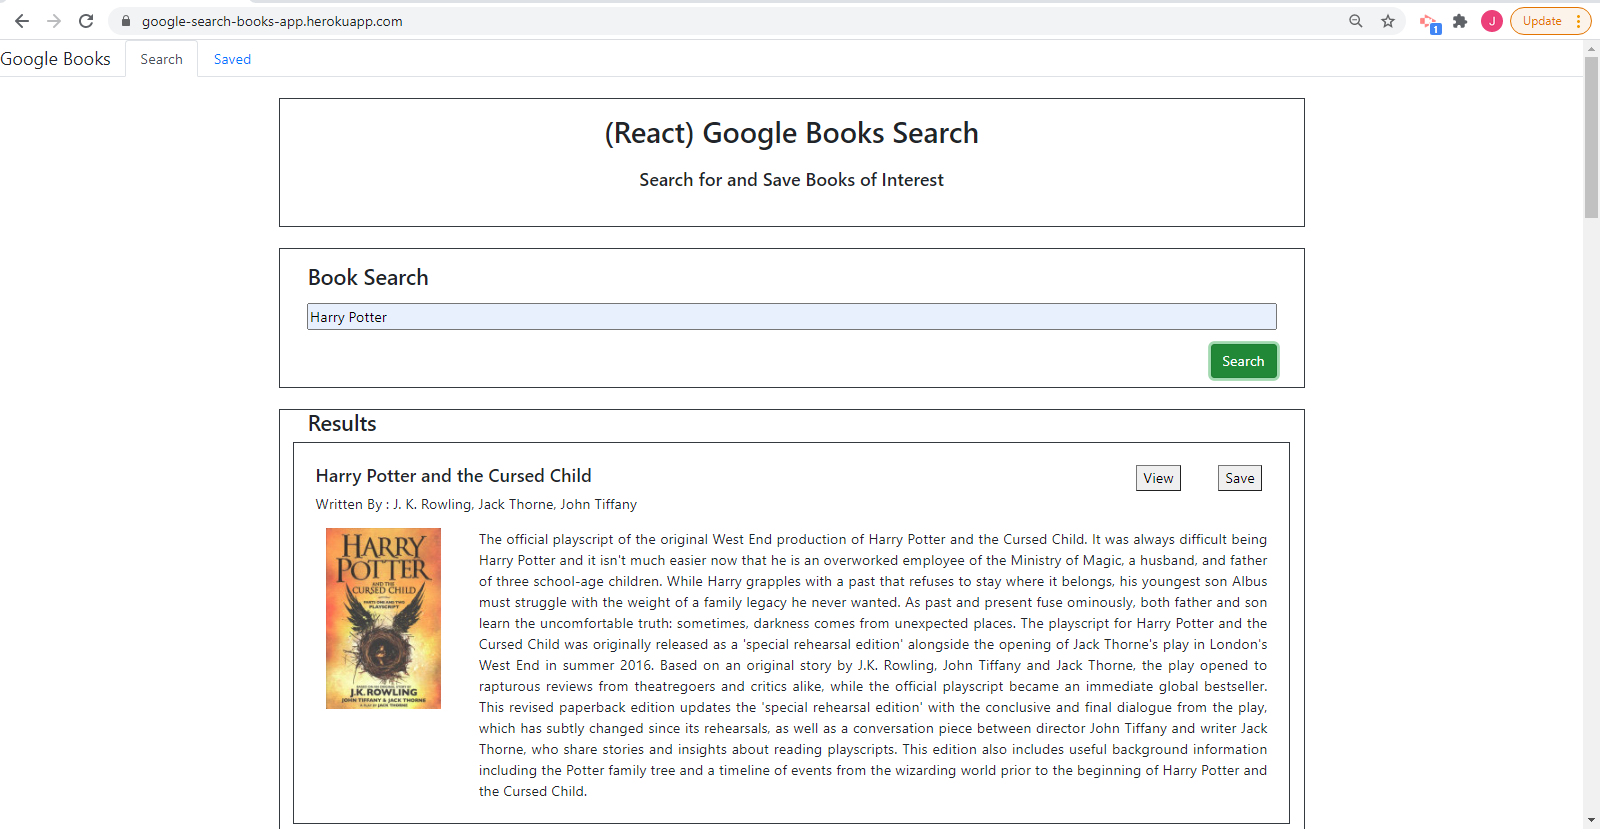 google-search-books-app.herokuapp.com
1
J
Update
Google Books
Search
Saved
(React) Google Books Search
Search for and Save Books of Interest
Book Search
Harry Potter
Search
Results
Harry Potter and the Cursed Child
View
Save
Written By : J. K. Rowling, Jack Thorne, John Tiffany
HARRY
POTTER
AND THE
CURSED CHILD
PARTS ONE AND TWO
PLAYSCRIPT
J.K. ROWLING
JOHN TIFFANY & JACK THORNE
A PLAY BY JACK THORNE
The official playscript of the original West End production of Harry Potter and the Cursed Child. It was always difficult being
Harry Potter and it isn't much easier now that he is an overworked employee of the Ministry of Magic, a husband, and father
of three school-age children. While Harry grapples with a past that refuses to stay where it belongs, his youngest son Albus
must struggle with the weight of a family legacy he never wanted. As past and present fuse ominously, both father and son
learn the uncomfortable truth: sometimes, darkness comes from unexpected places. The playscript for Harry Potter and the
Cursed Child was originally released as a 'special rehearsal edition' alongside the opening of Jack Thorne's play in London's
West End in summer 2016. Based on an original story by J.K. Rowling, John Tiffany and Jack Thorne, the play opened to
rapturous reviews from theatregoers and critics alike, while the official playscript became an immediate global bestseller.
This revised paperback edition updates the 'special rehearsal edition' with the conclusive and final dialogue from the play,
which has subtly changed since its rehearsals, as well as a conversation piece between director John Tiffany and writer Jack
Thorne, who share stories and insights about reading playscripts. This edition also includes useful background information
including the Potter family tree and a timeline of events from the wizarding world prior to the beginning of Harry Potter and
the Cursed Child.